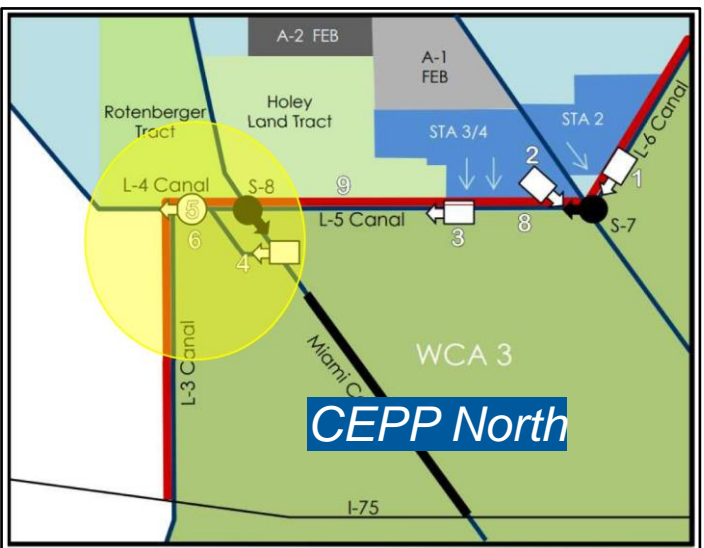 A-2 FEB
A-1
FEB
Rotenberger
Tract
Holey
Land Tract
STA 3/4
STA 2
L-6 Canal
L-4 Canal
S-8
9
2
1
5
6
L-5 Canal
3
8
S-7
4
L-3 Canal
Miami C
WCA 3
CEPP North
I-75